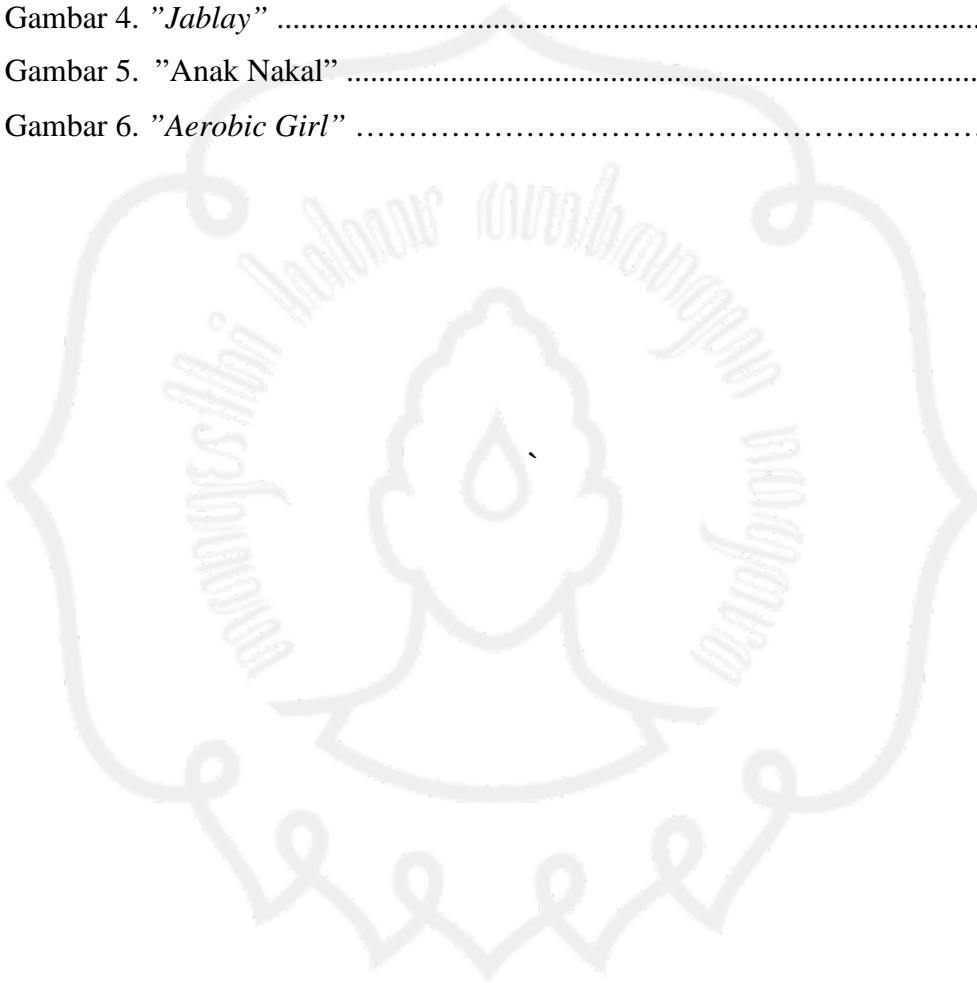 Gambar 4. ”Jablay” ...........................................................................................
Gambar 5. ”Anak Nakal” ..................................................................................
Gambar 6. ”Aerobic Girl” ……………………………………………………………
`